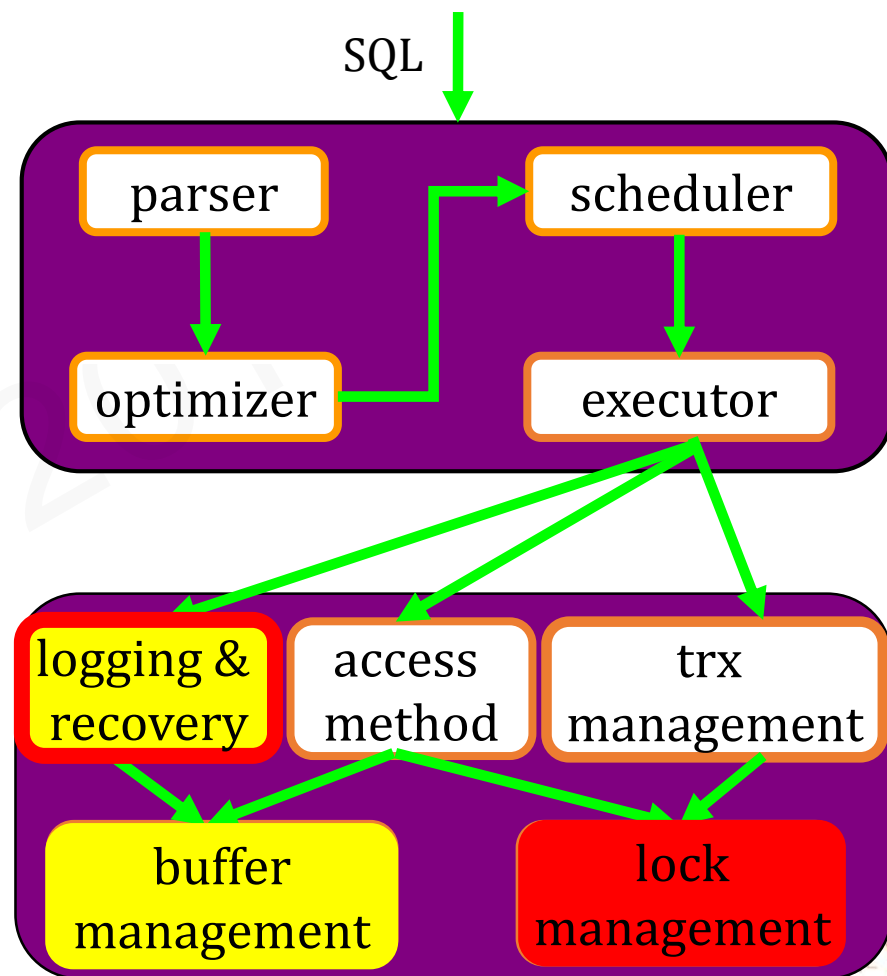 SQL
parser
scheduler
optimizer
executor
logging &
recovery
access
method
trx
management
buffer
management
lock
management